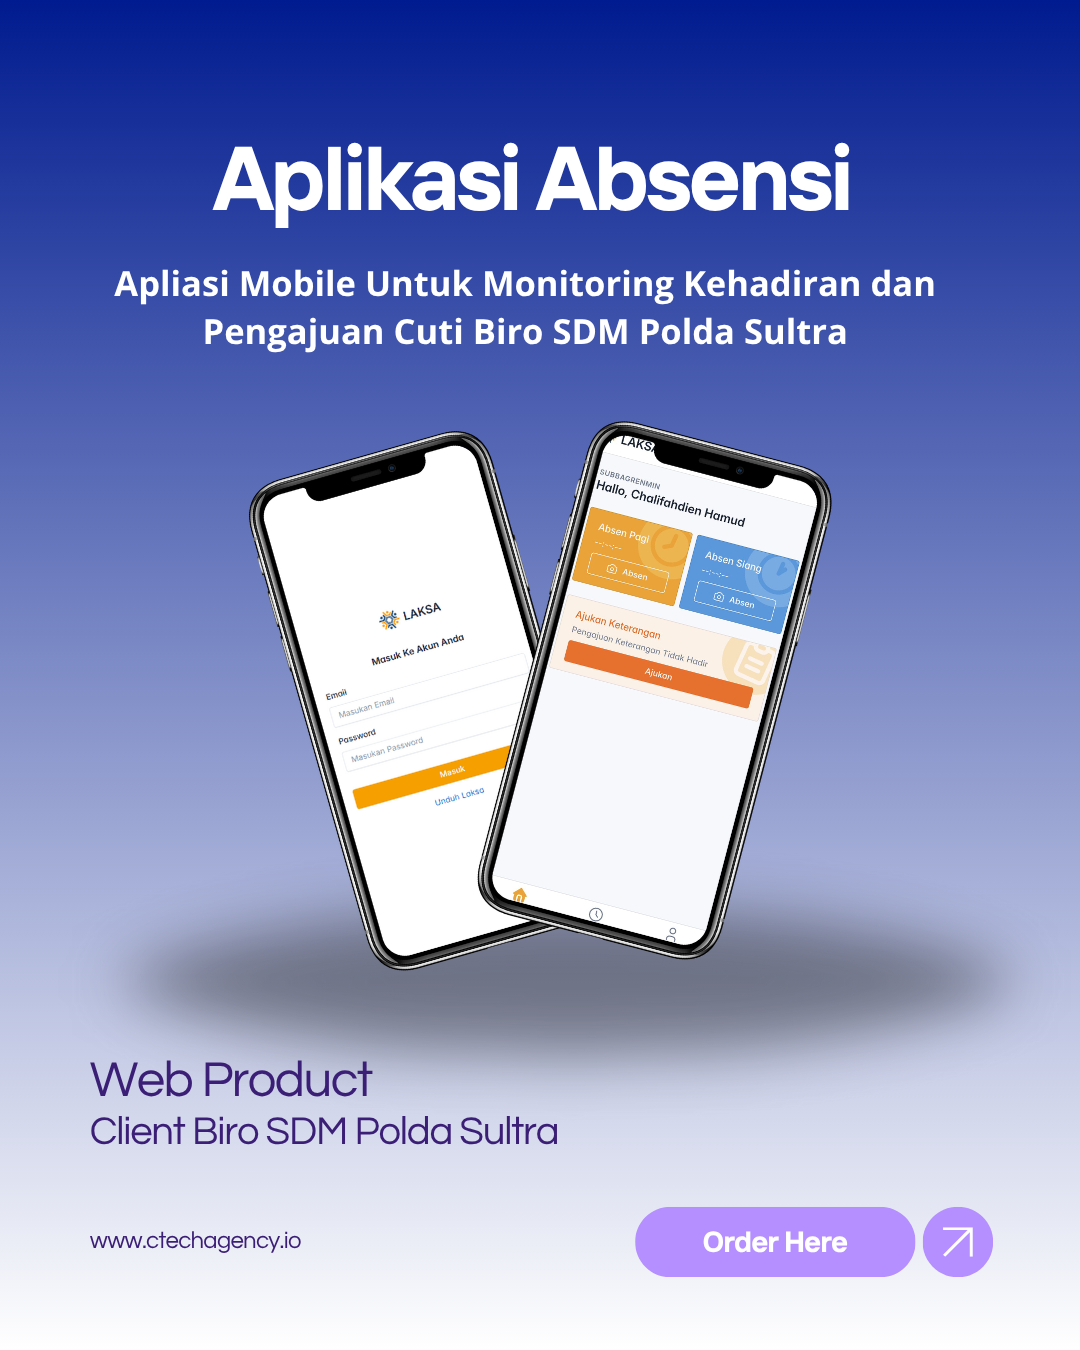 Aplikasi Absensi
Apliasi Mobile Untuk Monitoring Kehadiran dan
Pengajuan Cuti Biro SDM Polda Sultra
LAKSA
Masuk Ke Akun Anda
Email
Masukan Email
Password
Masukan Password
Masuk
Unduh Laksa
SUBBAGRENMIN
Hallo, Chalifahdien Hamud
Absen Pagi
--:--:--
Absen
Absen Siang
--:--:--
Absen
Ajukan Keterangan
Pengajuan Keterangan Tidak Hadir
Ajukan
Web Product
Client Biro SDM Polda Sultra
www.ctechagency.io
Order Here